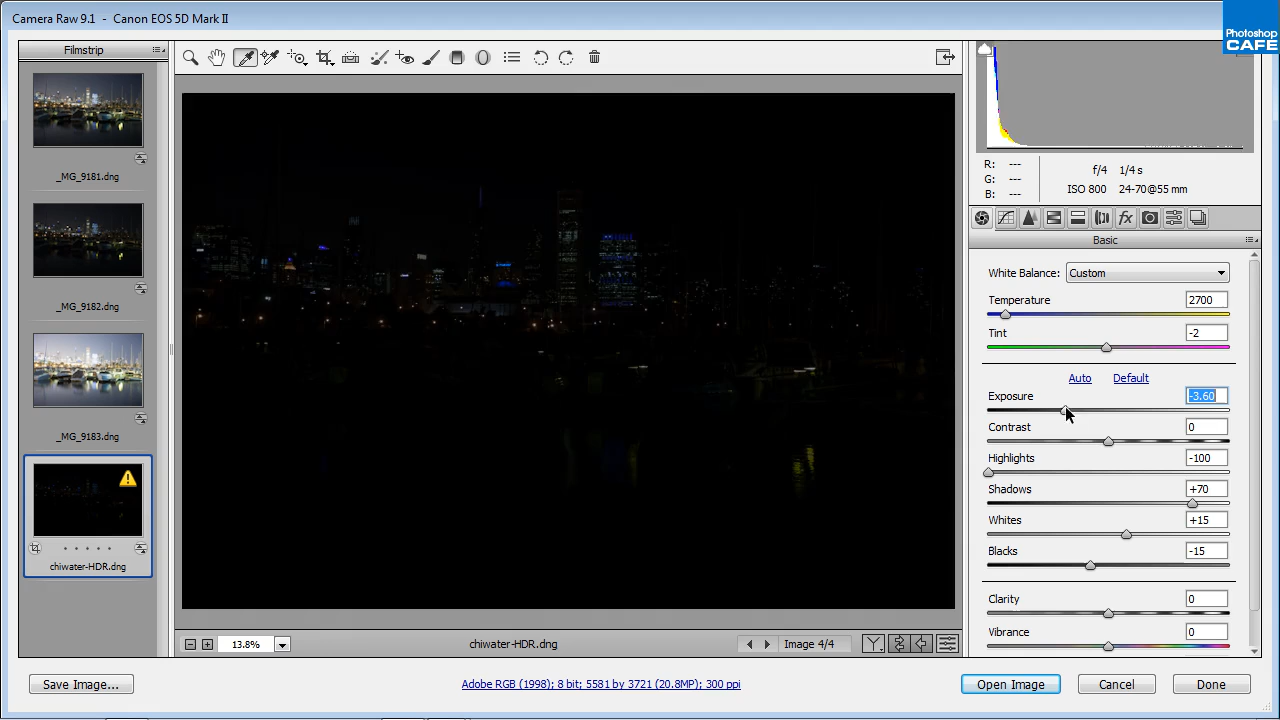 Camera Raw 9.1 - Canon EOS 5D Mark II
Photoshop
CAFE
Filmstrip
_MG_9181.dng
_MG_9182.dng
_MG_9183.dng
chiwater-HDR.dng
R: ---
G: ---
B: ---
f/4 1/4 s
ISO 800 24-70@55 mm
fx
Basic
White Balance: Custom
Temperature 2700
Tint -2
Auto Default
Exposure -3.60
Contrast 0
Highlights -100
Shadows +70
Whites +15
Blacks -15
Clarity 0
Vibrance 0
13.8% chiwater-HDR.dng Image 4/4 Y
Save Image... Adobe RGB (1998); 8 bit; 5581 by 3721 (20.8MP); 300 ppi Open Image Cancel Done